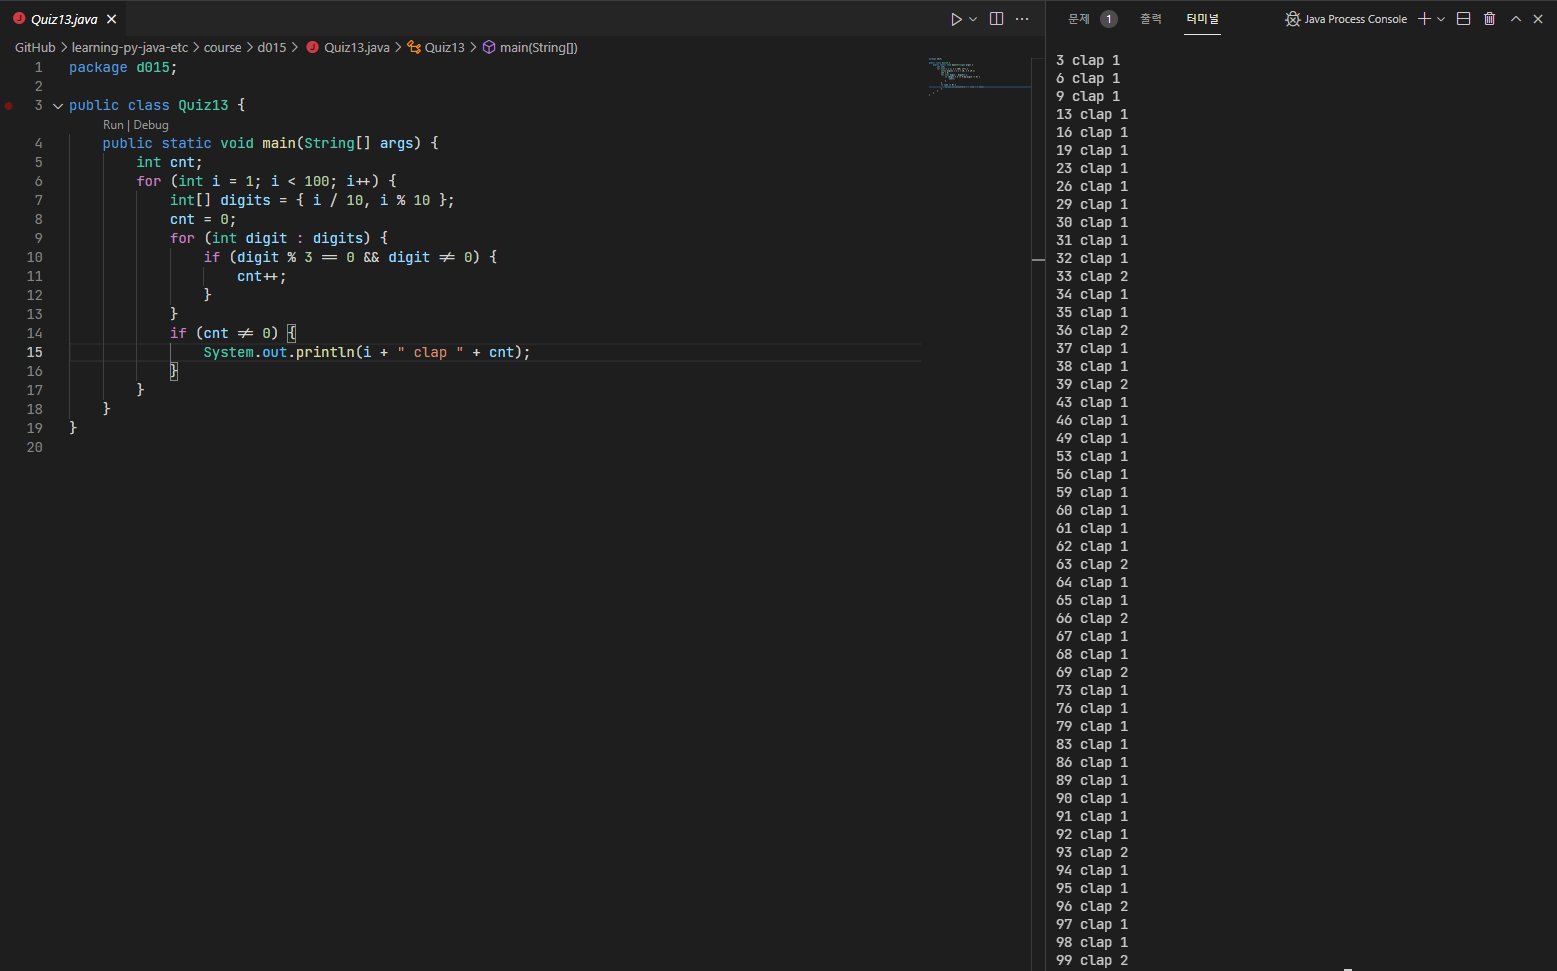 Quiz13.java
GitHub > learning-py-java-etc > course > d015 > Quiz13.java > Quiz13 > main(String[])
1 package d015;
2
3 public class Quiz13 {
Run | Debug
4 public static void main(String[] args) {
5 int cnt;
6 for (int i = 1; i < 100; i++) {
7 int[] digits = { i / 10, i % 10 };
8 cnt = 0;
9 for (int digit : digits) {
10 if (digit % 3 == 0 && digit != 0) {
11 cnt++;
12 }
13 }
14 if (cnt != 0) {
15 System.out.println(i + " clap " + cnt);
16 }
17 }
18 }
19 }
20
문제 1 출력 터미널 Java Process Console
3 clap 1
6 clap 1
9 clap 1
13 clap 1
16 clap 1
19 clap 1
23 clap 1
26 clap 1
29 clap 1
30 clap 1
31 clap 1
32 clap 1
33 clap 2
34 clap 1
35 clap 1
36 clap 2
37 clap 1
38 clap 1
39 clap 2
43 clap 1
46 clap 1
49 clap 1
53 clap 1
56 clap 1
59 clap 1
60 clap 1
61 clap 1
62 clap 1
63 clap 2
64 clap 1
65 clap 1
66 clap 2
67 clap 1
68 clap 1
69 clap 2
73 clap 1
76 clap 1
79 clap 1
83 clap 1
86 clap 1
89 clap 1
90 clap 1
91 clap 1
92 clap 1
93 clap 2
94 clap 1
95 clap 1
96 clap 2
97 clap 1
98 clap 1
99 clap 2